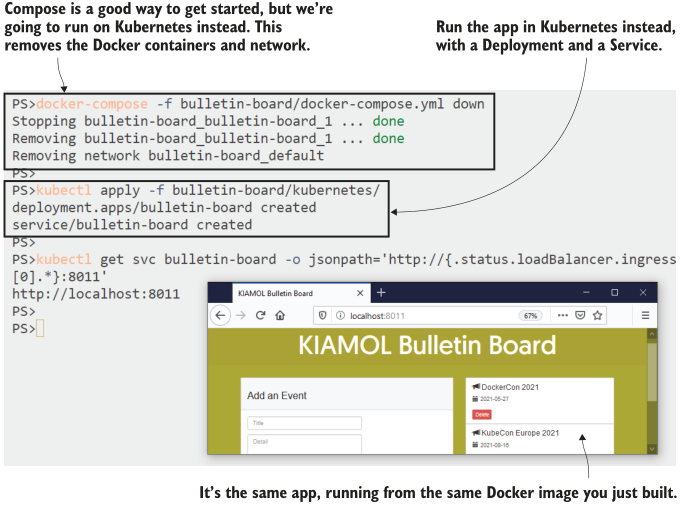 Compose is a good way to get started, but we're
going to run on Kubernetes instead. This
removes the Docker containers and network.
Run the app in Kubernetes instead,
with a Deployment and a Service.
PS>docker-compose -f bulletin-board/docker-compose.yml down
Stopping bulletin-board_bulletin-board_1 ... done
Removing bulletin-board_bulletin-board_1 ... done
Removing network bulletin-board_default
PS>
PS>kubectl apply -f bulletin-board/kubernetes/
deployment.apps/bulletin-board created
service/bulletin-board created
PS>
PS>kubectl get svc bulletin-board -o jsonpath='http://{.status.loadBalancer.ingress
[0].*}:8011'
http://localhost:8011
PS>
PS>
KIAMOL Bulletin Board
localhost:8011
67%
KIAMOL Bulletin Board
Add an Event
Title
Detail
DockerCon 2021
2021-05-27
Delete
KubeCon Europe 2021
2021-08-16
It's the same app, running from the same Docker image you just built.